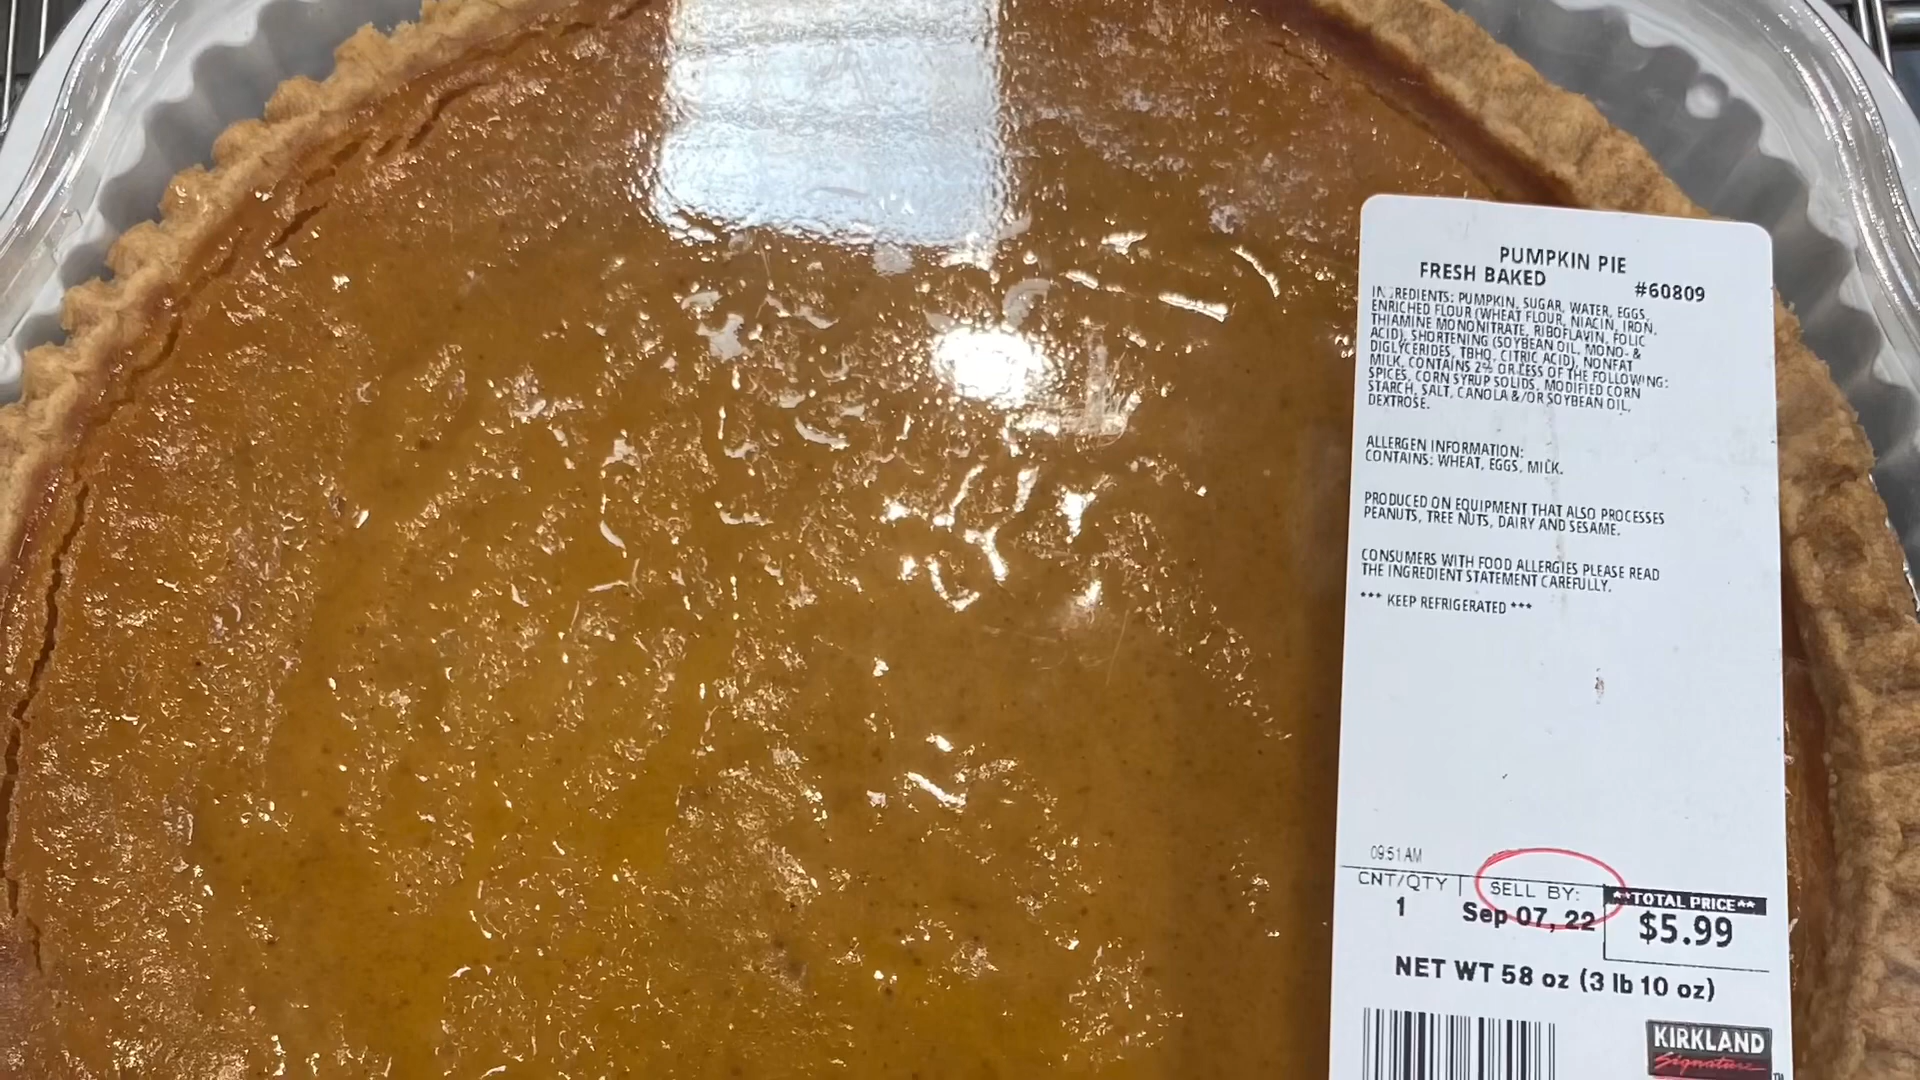 PUMPKIN PIE
FRESH BAKED
#60809
INGREDIENTS: PUMPKIN, SUGAR, WATER, EGGS,
ENRICHED FLOUR (WHEAT FLOUR, NIACIN, IRON,
THIAMINE MONONITRATE, RIBOFLAVIN, FOLIC
ACID), SHORTENING (SOYBEAN OIL, MONO- &
DIGLYCERIDES, TBHQ, CITRIC ACID), NONFAT
MILK, CONTAINS 2% OR LESS OF THE FOLLOWING:
SPICES, CORN SYRUP SOLIDS, MODIFIED CORN
STARCH, SALT, CANOLA &/OR SOYBEAN OIL,
DEXTROSE.
ALLERGEN INFORMATION:
CONTAINS: WHEAT, EGGS, MILK.
PRODUCED ON EQUIPMENT THAT ALSO PROCESSES
PEANUTS, TREE NUTS, DAIRY AND SESAME.
CONSUMERS WITH FOOD ALLERGIES PLEASE READ
THE INGREDIENT STATEMENT CAREFULLY.
*** KEEP REFRIGERATED ***
09:51 AM
CNT/QTY
1
SELL BY:
Sep 07, 22
**TOTAL PRICE**
$5.99
NET WT 58 oz (3 lb 10 oz)
KIRKLAND
Signature™